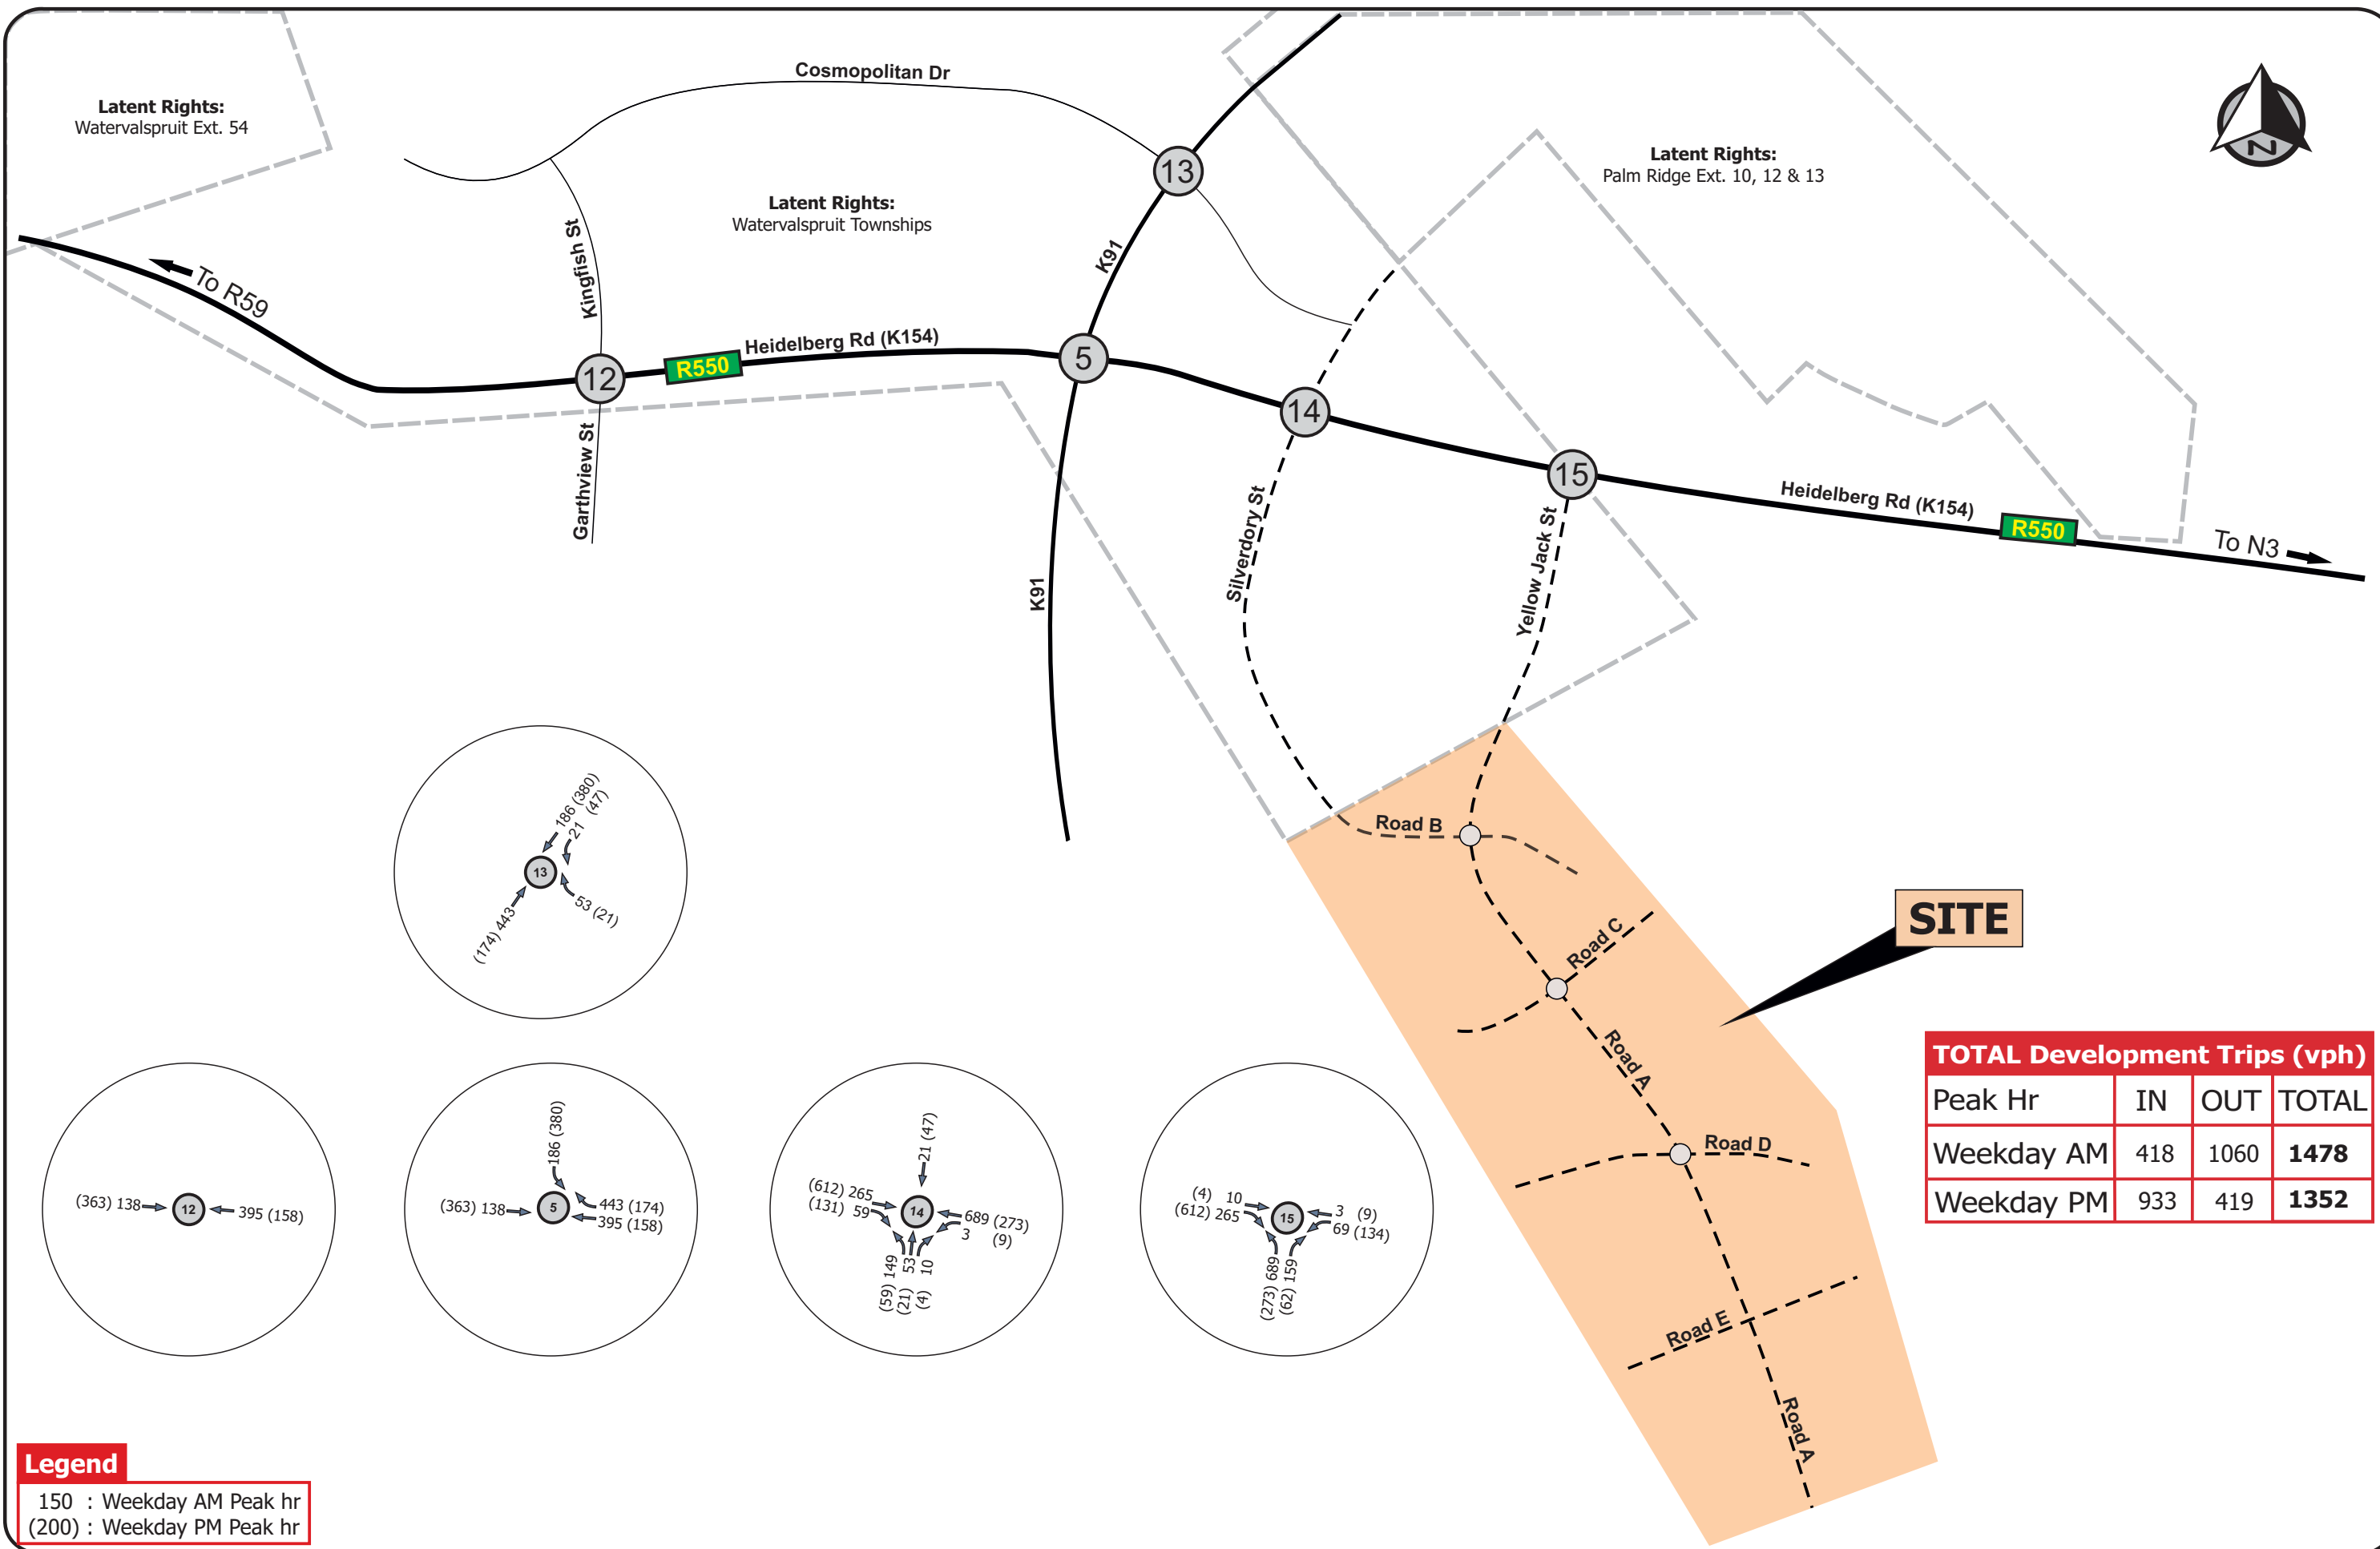 Cosmopolitan Dr
Latent Rights:
Watervalspruit Ext. 54
Latent Rights:
Palm Ridge Ext. 10, 12 & 13
N
13
Latent Rights:
Watervalspruit Townships
Kingfish St
K91
To R59
Heidelberg Rd (K154)
R550
12
5
14
15
Garthview St
Silverdory St
Yellow Jack St
Heidelberg Rd (K154)
R550
To N3
K91
186 (380)
21 (47)
13
53 (21)
(174) 443
Road B
Road C
SITE
Road A
Road D
Road E
Road A
(363) 138
12
395 (158)
186 (380)
(363) 138
5
443 (174)
395 (158)
21 (47)
(612) 265
(131) 59
14
689 (273)
3 (9)
(59) 149
(21) 53
(4) 10
(4) 10
(612) 265
15
3 (9)
69 (134)
(273) 689
(62) 159
TOTAL Development Trips (vph)
Peak Hr IN OUT TOTAL
Weekday AM 418 1060 1478
Weekday PM 933 419 1352
Legend
150 : Weekday AM Peak hr
(200) : Weekday PM Peak hr